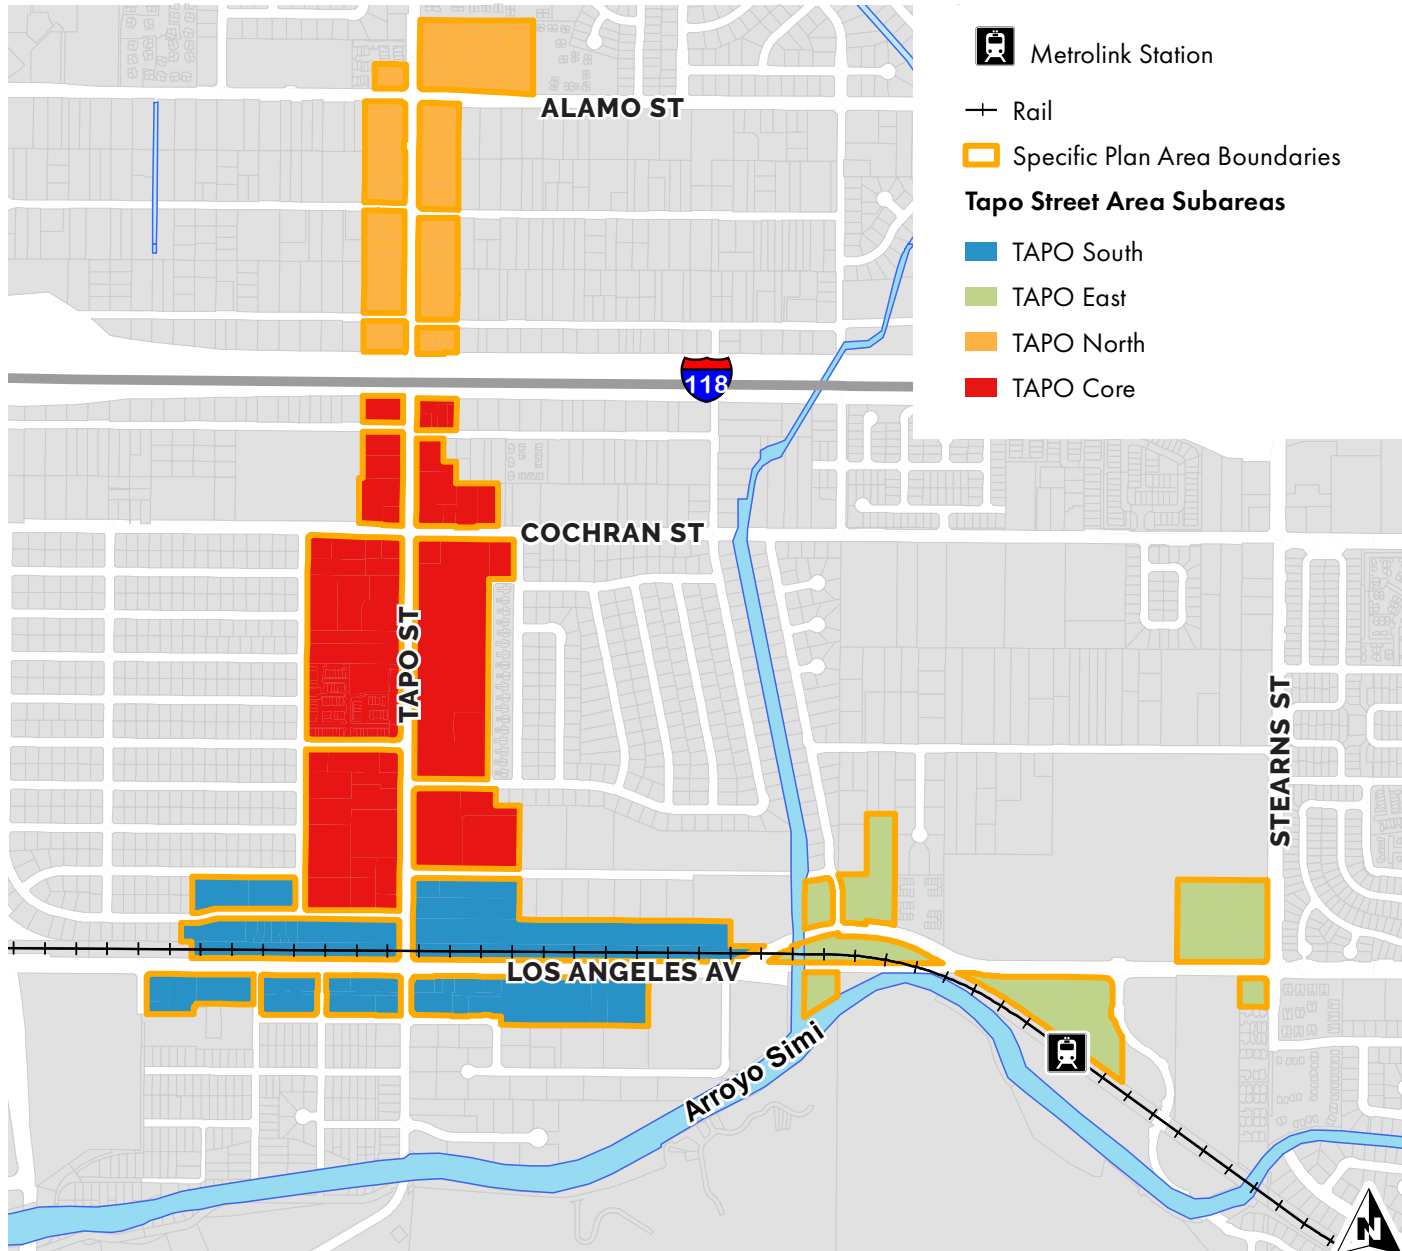 Metrolink Station
Rail
Specific Plan Area Boundaries
Tapo Street Area Subareas
TAPO South
TAPO East
TAPO North
TAPO Core
ALAMO ST
118
COCHRAN ST
TAPO ST
STEARNS ST
LOS ANGELES AV
Arroyo Simi
N